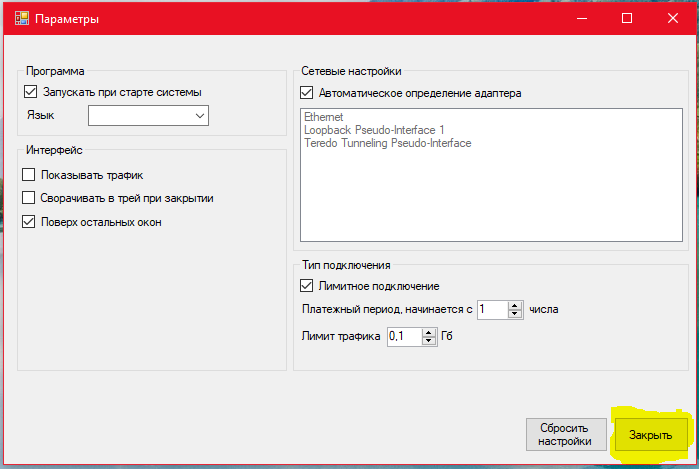 Параметры
Программа
Запускать при старте системы
Язык
Интерфейс
Показывать трафик
Сворачивать в трей при закрытии
Поверх остальных окон
Сетевые настройки
Автоматическое определение адаптера
Ethernet
Loopback Pseudo-Interface 1
Teredo Tunneling Pseudo-Interface
Тип подключения
Лимитное подключение
Платежный период, начинается с 1 числа
Лимит трафика 0,1 Гб
Сбросить
настройки
Закрыть